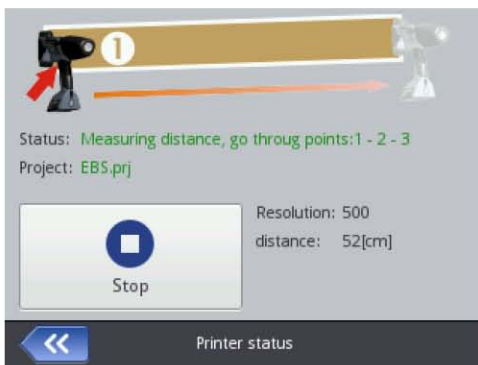 1
Status: Measuring distance, go throug points:1 - 2 - 3
Project: EBS.prj
Resolution: 500
distance: 52[cm]
Stop
Printer status